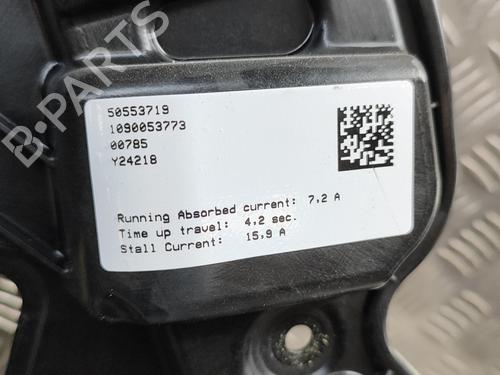 50553719
1090053773
00785
Y24218
Running Absorbed current: 7,2 A
Time up travel: 4,2 sec.
Stall Current: 15,9 A
B-PARTS